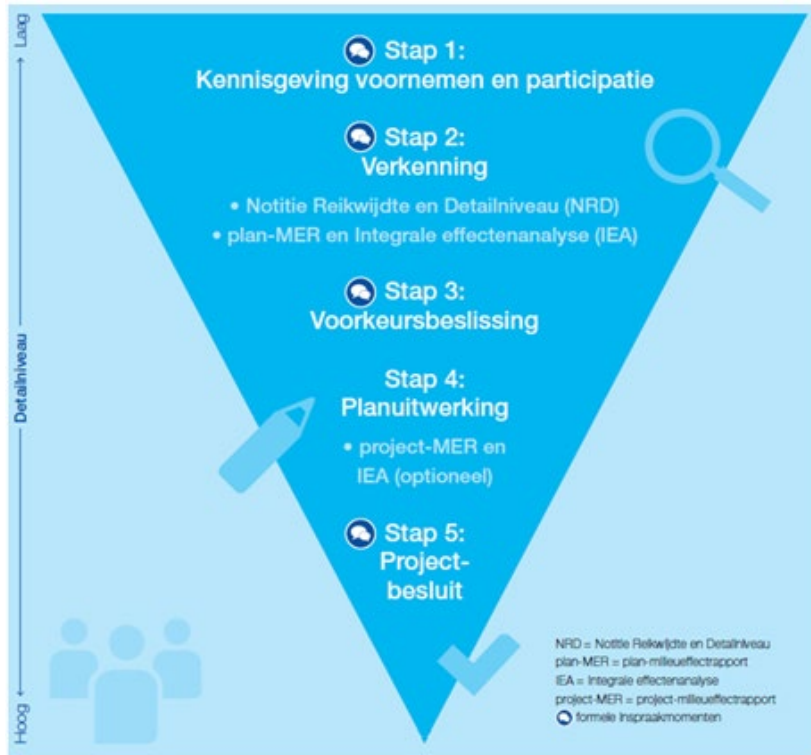 Laag
Detailniveau
Hoog
Stap 1:
Kennisgeving voornemen en participatie
Stap 2:
Verkenning
• Notitie Reikwijdte en Detailniveau (NRD)
• plan-MER en Integrale effectenanalyse (IEA)
Stap 3:
Voorkeursbeslissing
Stap 4:
Planuitwerking
• project-MER en
IEA (optioneel)
Stap 5:
Project-
besluit
NRD = Notitie Reikwijdte en Detailniveau
plan-MER = plan-milieueffectrapport
IEA = Integrale effectenanalyse
project-MER = project-milieueffectrapport
formele Inspraakmomenten